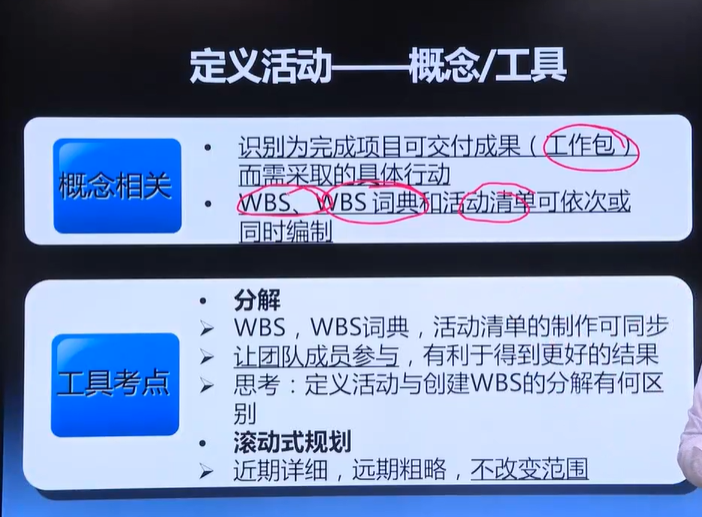 定义活动——概念/工具
概念相关
• 识别为完成项目可交付成果（工作包）
而需采取的具体行动
• WBS、WBS 词典和活动清单可依次或
同时编制
工具考点
• 分解
➢ WBS，WBS词典，活动清单的制作可同步
➢ 让团队成员参与，有利于得到更好的结果
➢ 思考：定义活动与创建WBS的分解有何区
别
• 滚动式规划
➢ 近期详细，远期粗略，不改变范围